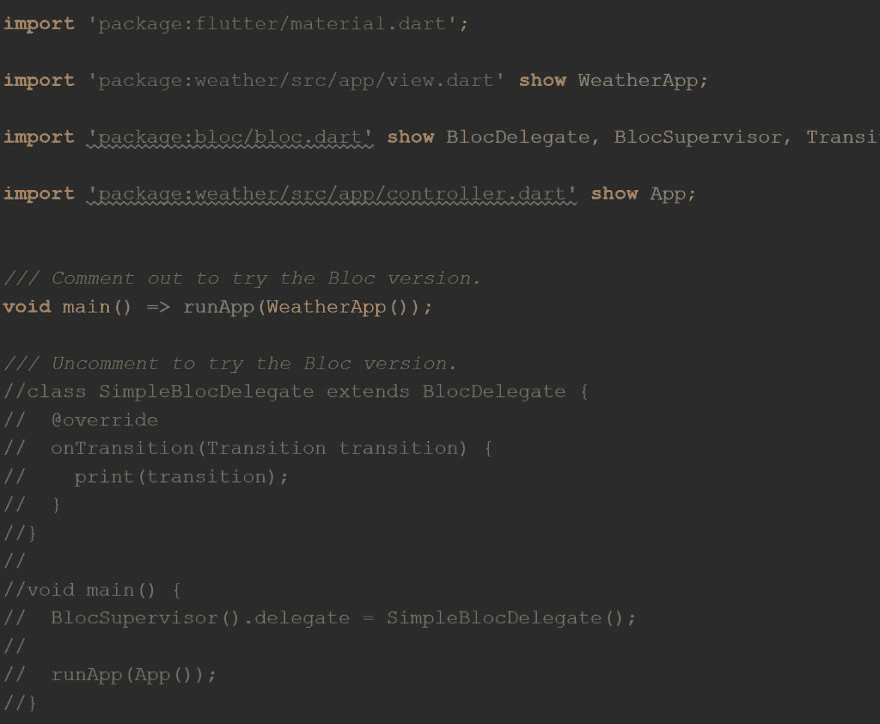 import 'package:flutter/material.dart';
import 'package:weather/src/app/view.dart' show WeatherApp;
import 'package:bloc/bloc.dart' show BlocDelegate, BlocSupervisor,
import 'package:weather/src/app/controller.dart' show App;
/// Comment out to try the Bloc version.
void main() => runApp(WeatherApp());
/// Uncomment to try the Bloc version.
//class SimpleBlocDelegate extends BlocDelegate {
//  @override
//  onTransition(Transition transition) {
//    print(transition);
//  }
//}
//
//void main() {
//  BlocSupervisor().delegate = SimpleBlocDelegate();
//
//  runApp(App());
//}